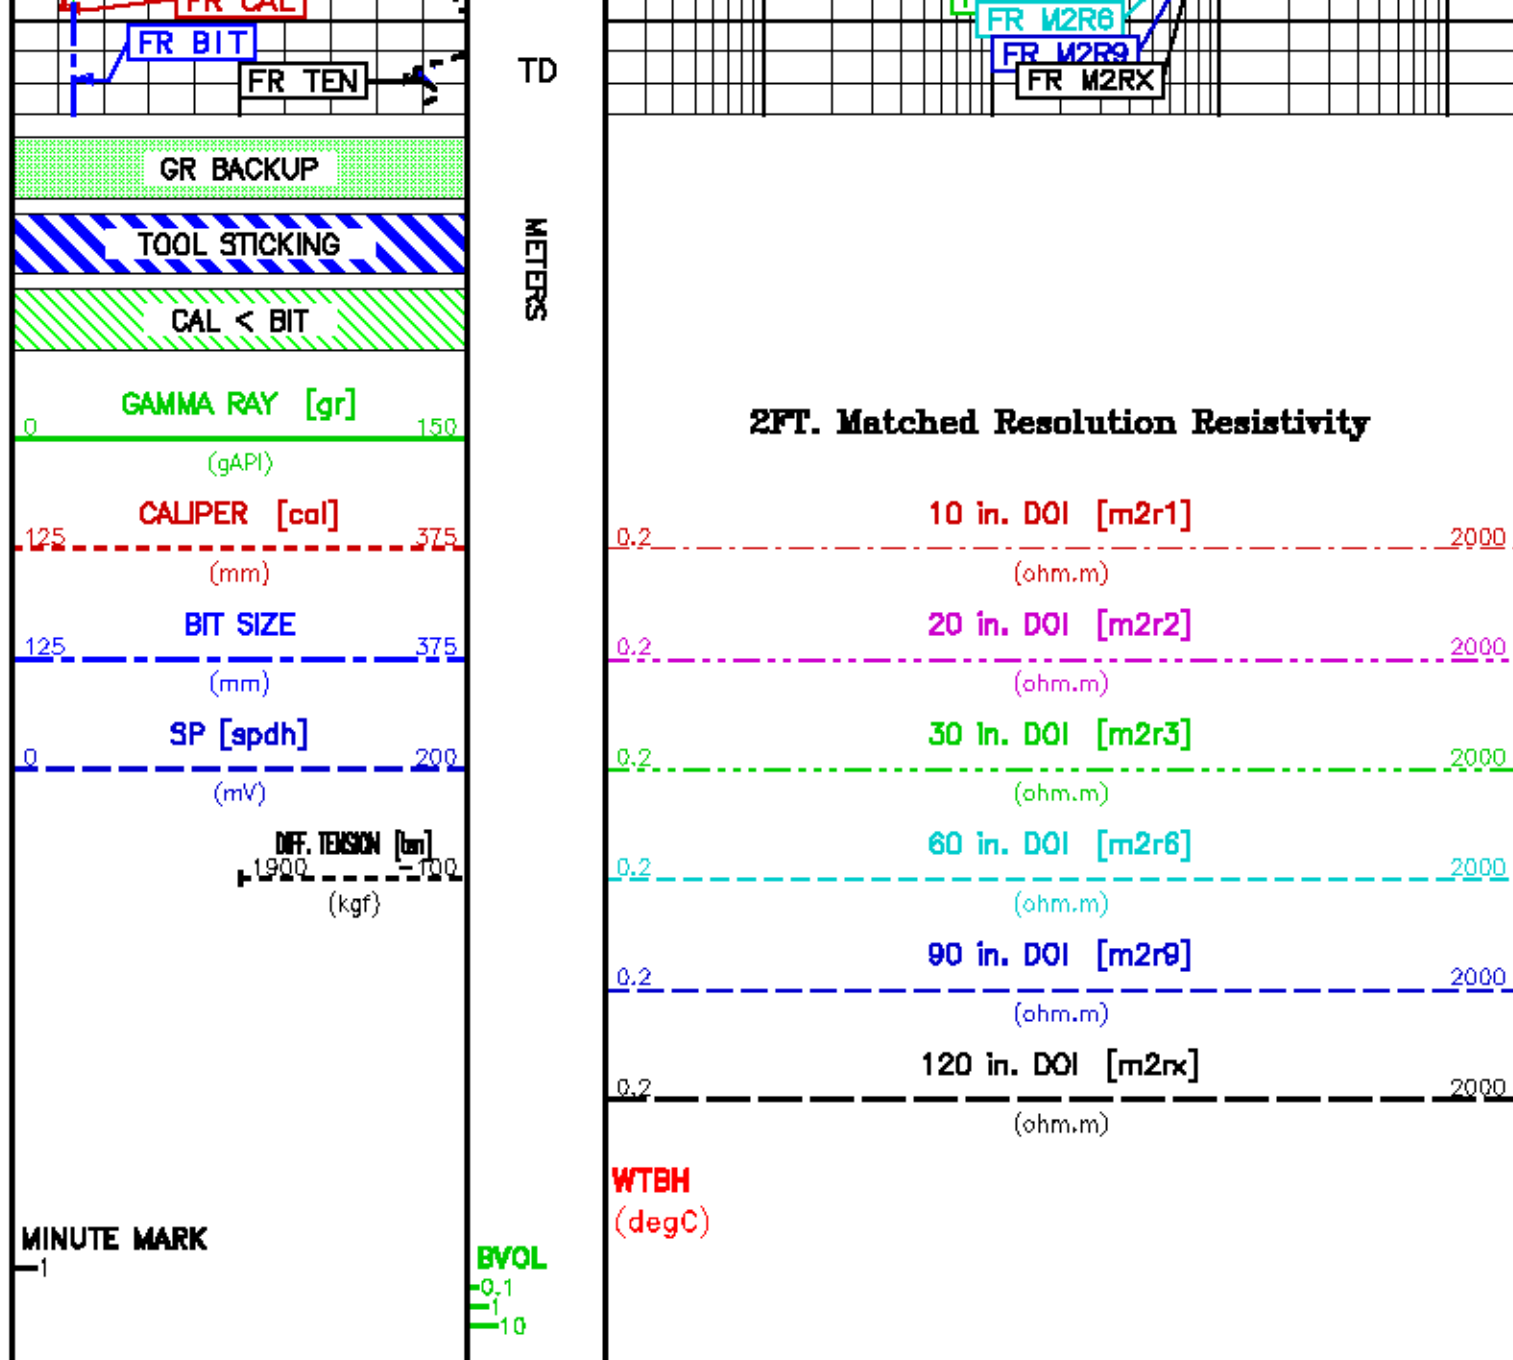 FR CAL
FR BIT
FR TEN
TD
FR M2R6
FR M2R9
FR M2RX
GR BACKUP
TOOL STICKING
CAL < BIT
METERS
GAMMA RAY [gr]
0 150
(gAPI)
CALIPER [cal]
125 375
(mm)
BIT SIZE
125 375
(mm)
SP [spdh]
0 200
(mV)
DIFF. TENSION [ten]
1900 -100
(kgf)
MINUTE MARK
1
BVOL
0.1
1
10
2FT. Matched Resolution Resistivity
10 in. DOI [m2r1]
0.2 2000
(ohm.m)
20 in. DOI [m2r2]
0.2 2000
(ohm.m)
30 in. DOI [m2r3]
0.2 2000
(ohm.m)
60 in. DOI [m2r6]
0.2 2000
(ohm.m)
90 in. DOI [m2r9]
0.2 2000
(ohm.m)
120 in. DOI [m2rx]
0.2 2000
(ohm.m)
WTBH
(degC)